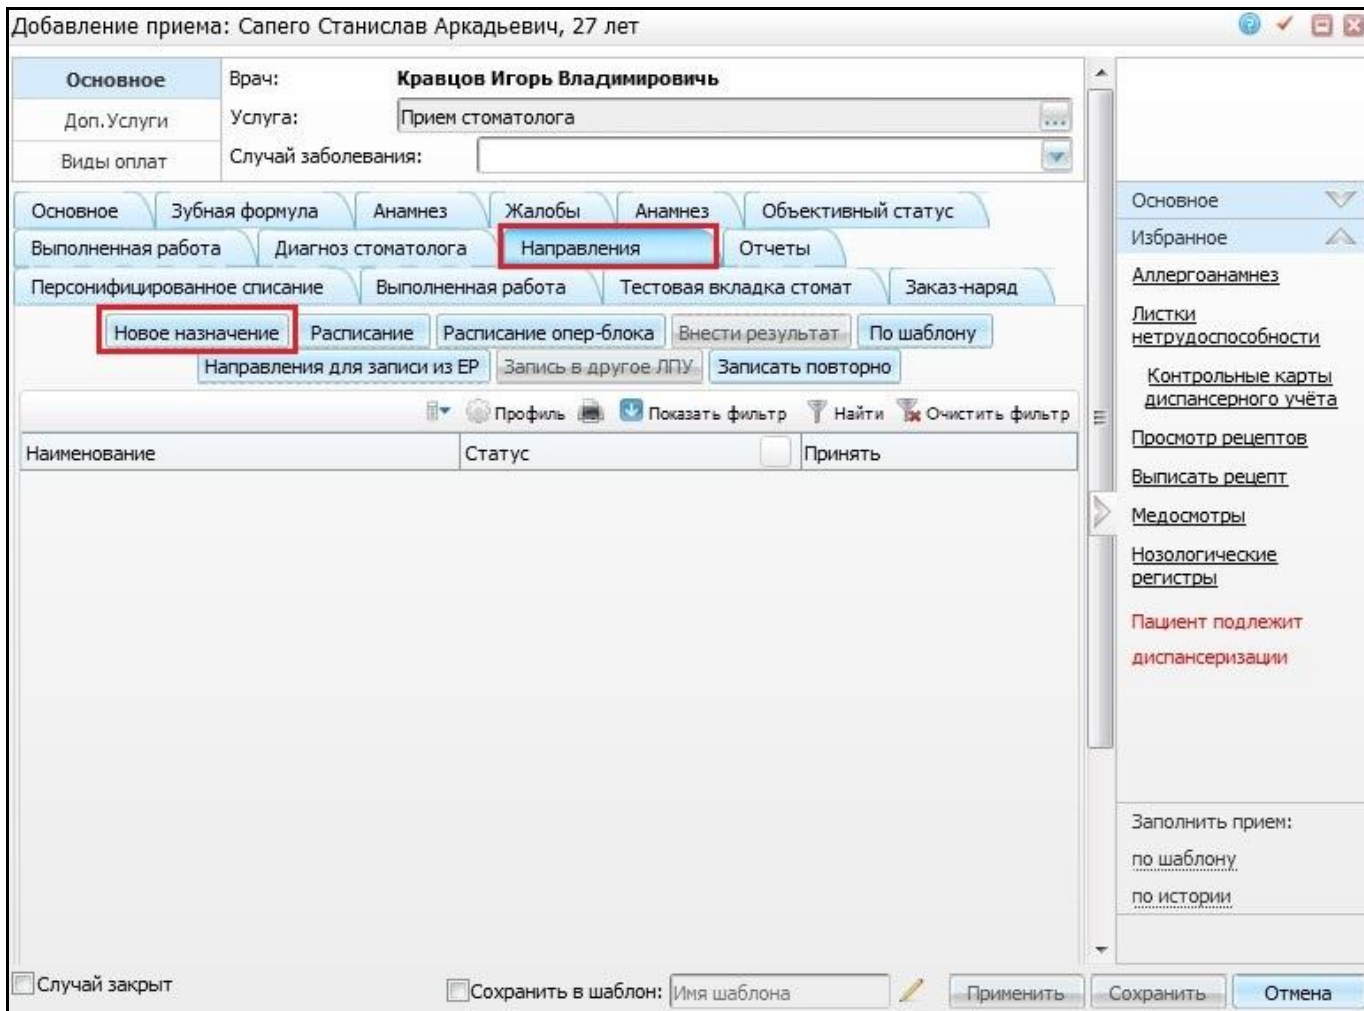 Добавление приема: Сапего Станислав Аркадьевич, 27 лет
Основное
Врач: Кравцов Игорь Владимировичь
Доп.Услуги
Услуга: Прием стоматолога ...
Виды оплат
Случай заболевания:
Основное Зубная формула Анамнез Жалобы Анамнез Объективный статус
Выполненная работа Диагноз стоматолога Направления Отчеты
Персонифицированное списание Выполненная работа Тестовая вкладка стомат Заказ-наряд
Новое назначение Расписание Расписание опер-блока Внести результат По шаблону
Направления для записи из ЕР Запись в другое ЛПУ Записать повторно
Профиль Показать фильтр Найти Очистить фильтр
Наименование Статус Принять
Основное
Избранное
Аллергоанамнез
Листки
нетрудоспособности
Контрольные карты
диспансерного учёта
Просмотр рецептов
Выписать рецепт
Медосмотры
Нозологические
регистры
Пациент подлежит
диспансеризации
Заполнить прием:
по шаблону
по истории
Случай закрыт Сохранить в шаблон: Имя шаблона Применить Сохранить Отмена